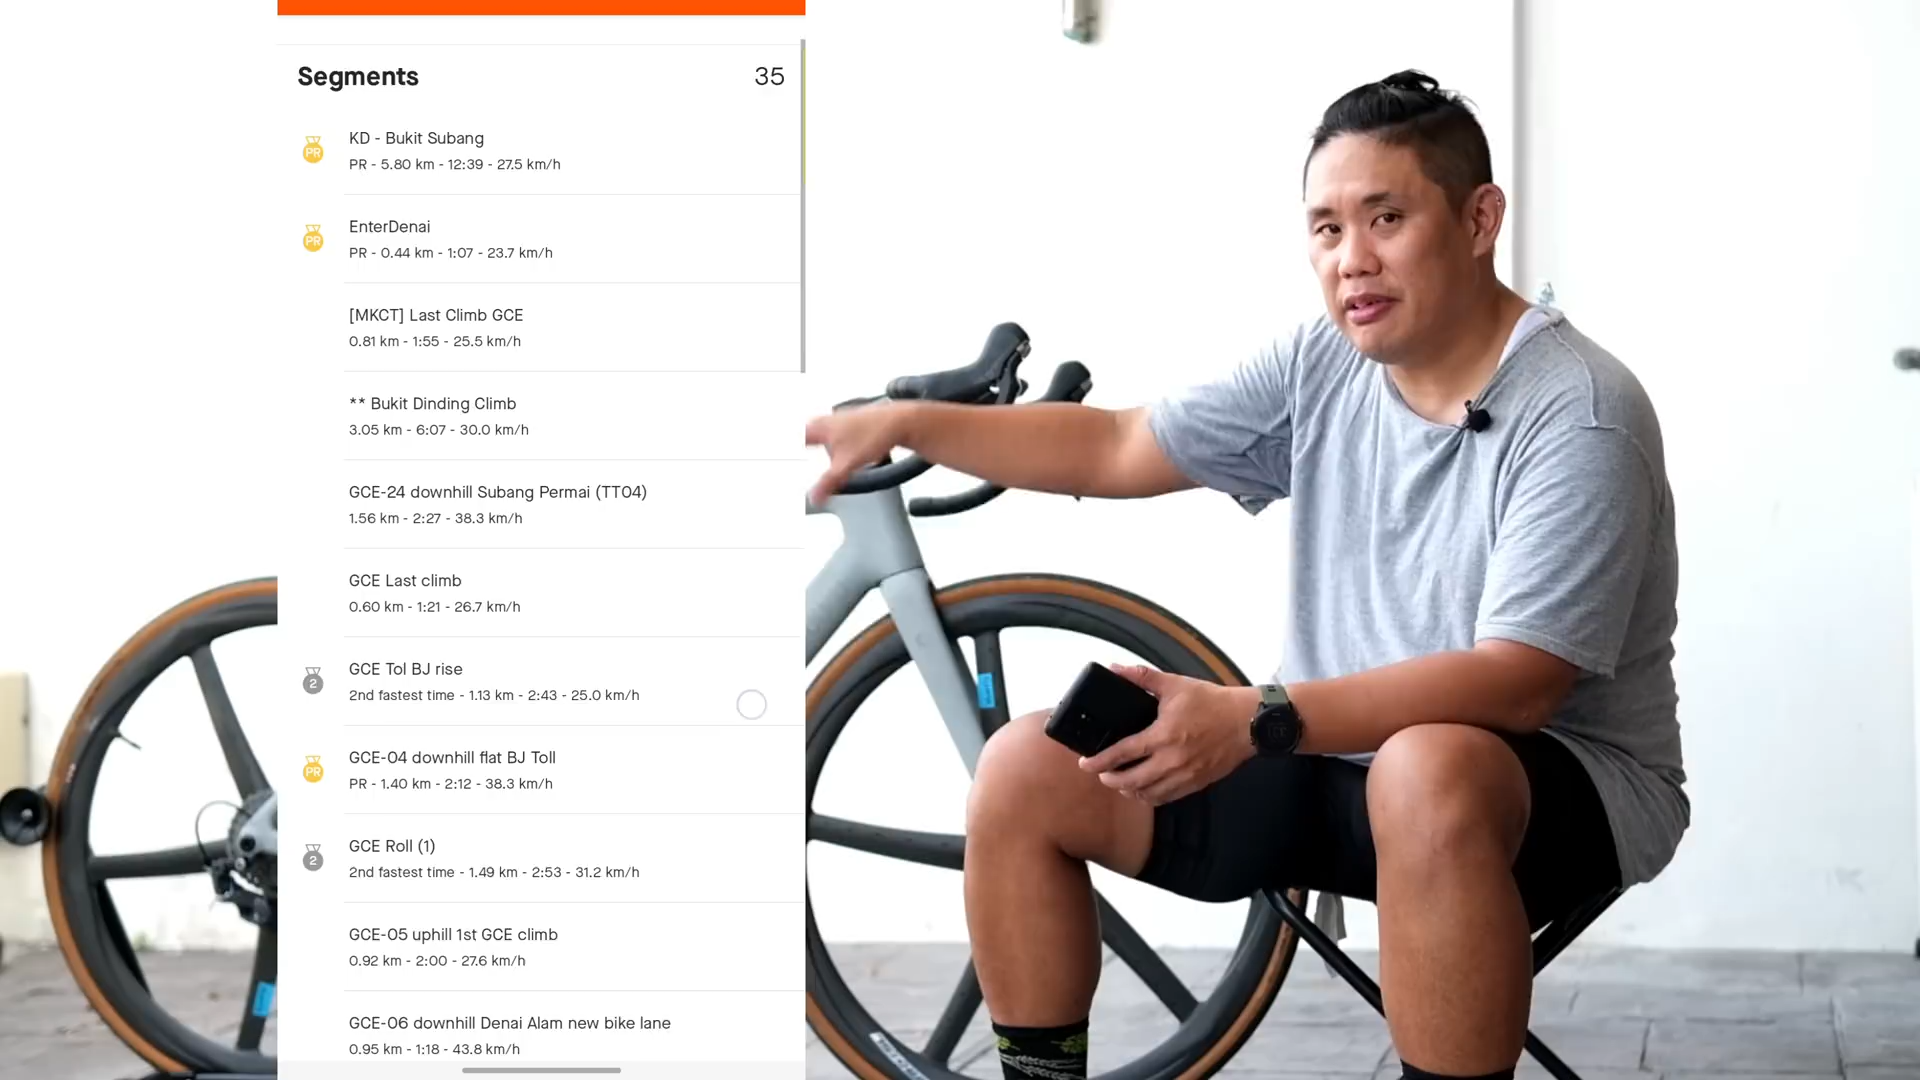 Segments 35
KD - Bukit Subang
PR
PR - 5.80 km - 12:39 - 27.5 km/h
EnterDenai
PR
PR - 0.44 km - 1:07 - 23.7 km/h
[MKCT] Last Climb GCE
0.81 km - 1:55 - 25.5 km/h
** Bukit Dinding Climb
3.05 km - 6:07 - 30.0 km/h
GCE-24 downhill Subang Permai (TT04)
1.56 km - 2:27 - 38.3 km/h
GCE Last climb
0.60 km - 1:21 - 26.7 km/h
GCE Tol BJ rise
2
2nd fastest time - 1.13 km - 2:43 - 25.0 km/h
GCE-04 downhill flat BJ Toll
PR
PR - 1.40 km - 2:12 - 38.3 km/h
GCE Roll (1)
2
2nd fastest time - 1.49 km - 2:53 - 31.2 km/h
GCE-05 uphill 1st GCE climb
0.92 km - 2:00 - 27.6 km/h
GCE-06 downhill Denai Alam new bike lane
0.95 km - 1:18 - 43.8 km/h